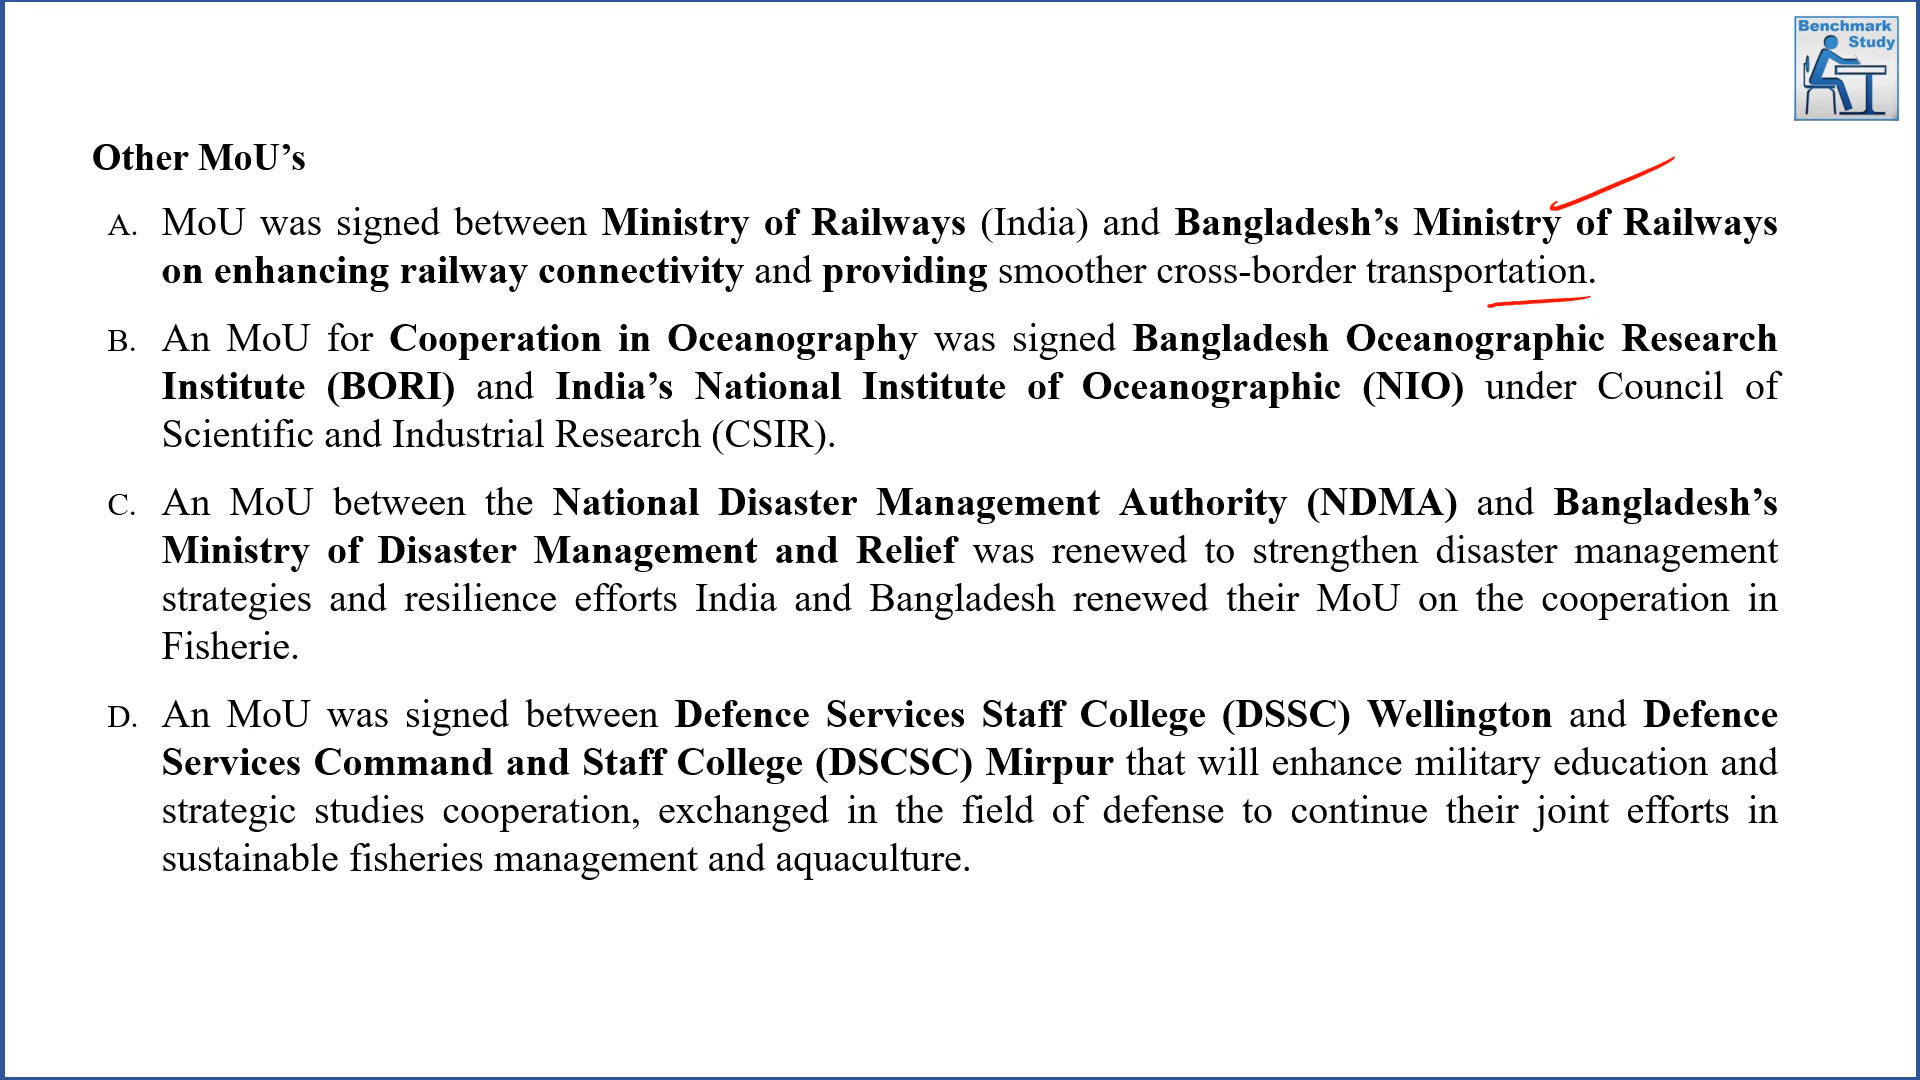 Benchmark
Study
Other MoU’s
A. MoU was signed between Ministry of Railways (India) and Bangladesh’s Ministry of Railways
on enhancing railway connectivity and providing smoother cross-border transportation.
B. An MoU for Cooperation in Oceanography was signed Bangladesh Oceanographic Research
Institute (BORI) and India’s National Institute of Oceanographic (NIO) under Council of
Scientific and Industrial Research (CSIR).
C. An MoU between the National Disaster Management Authority (NDMA) and Bangladesh’s
Ministry of Disaster Management and Relief was renewed to strengthen disaster management
strategies and resilience efforts India and Bangladesh renewed their MoU on the cooperation in
Fisherie.
D. An MoU was signed between Defence Services Staff College (DSSC) Wellington and Defence
Services Command and Staff College (DSCSC) Mirpur that will enhance military education and
strategic studies cooperation, exchanged in the field of defense to continue their joint efforts in
sustainable fisheries management and aquaculture.